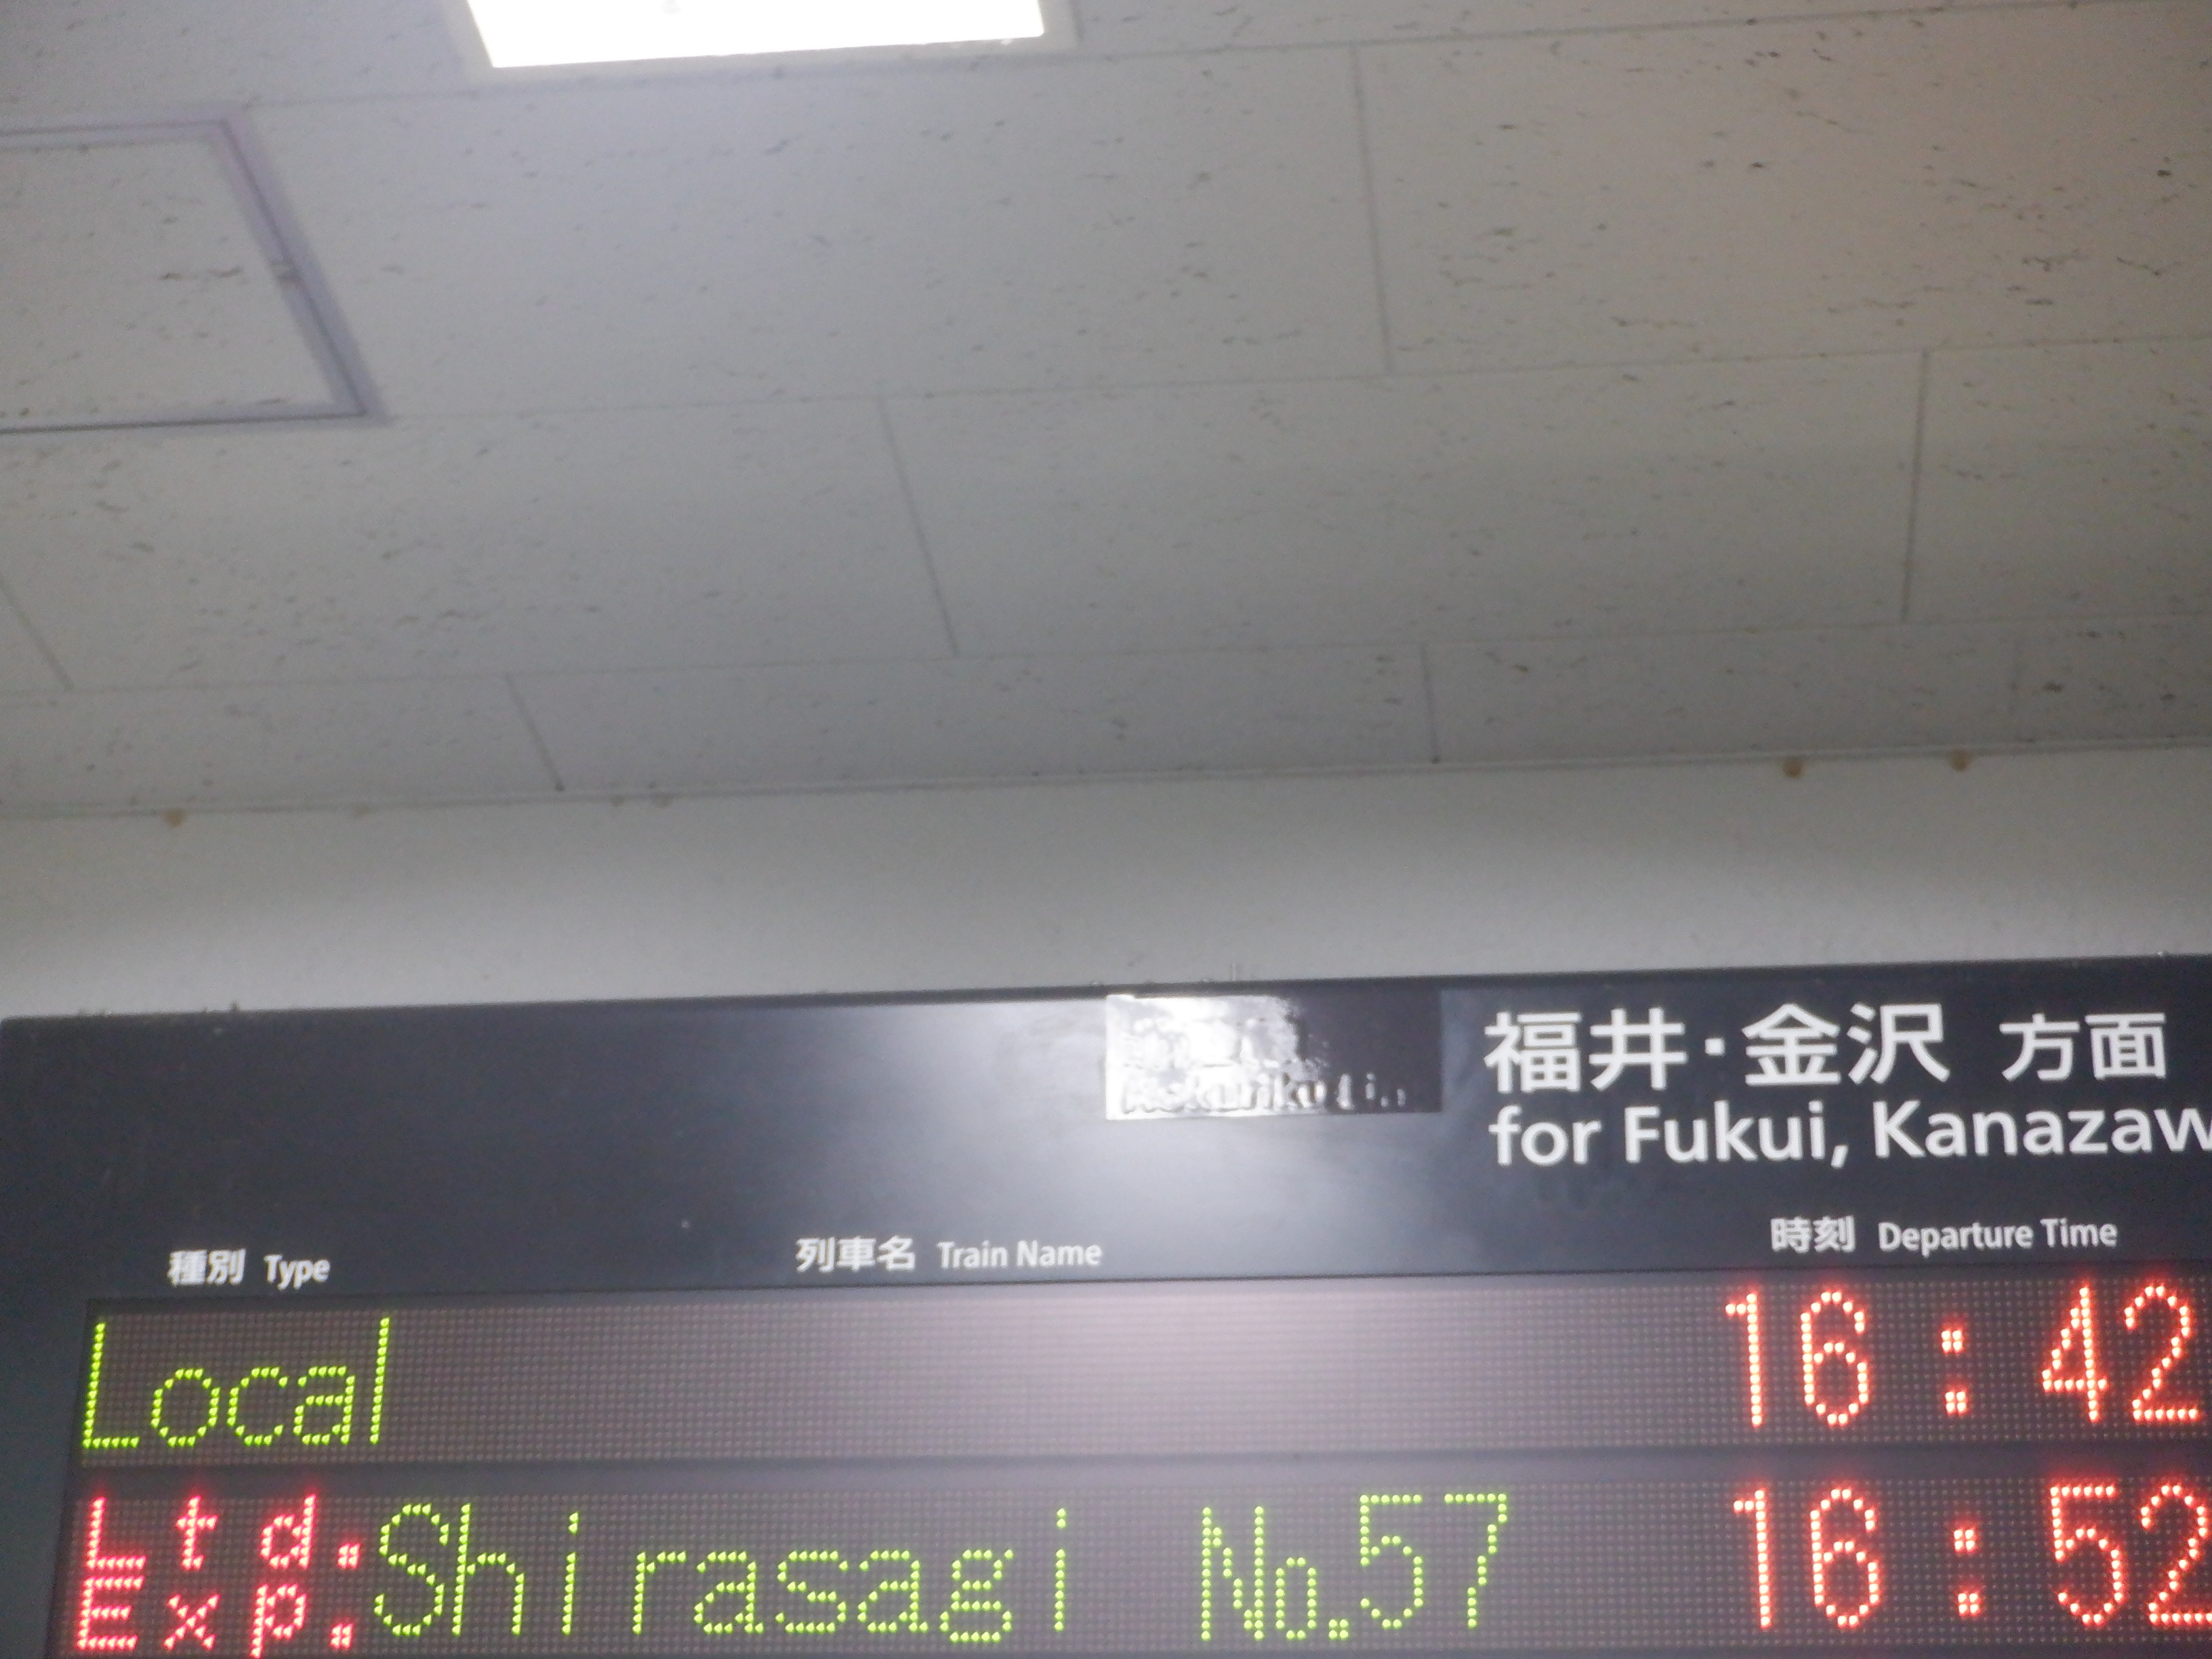 福井・金沢 方面
for Fukui, Kanazaw
種別 Type 列車名 Train Name 時刻 Departure Time
Local 16:42
Ltd. Exp. Shirasagi No.57 16:52